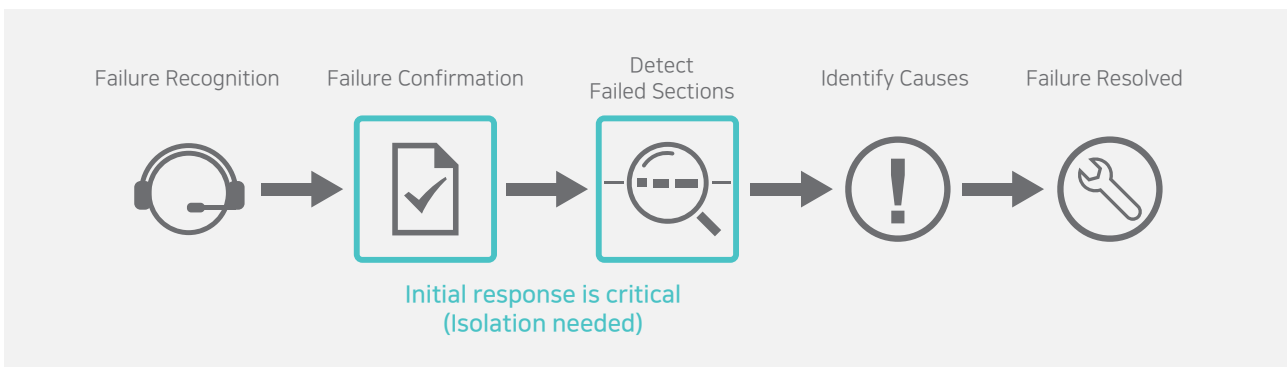 Failure Recognition
Failure Confirmation
Detect
Failed Sections
Identify Causes
Failure Resolved
Initial response is critical
(Isolation needed)